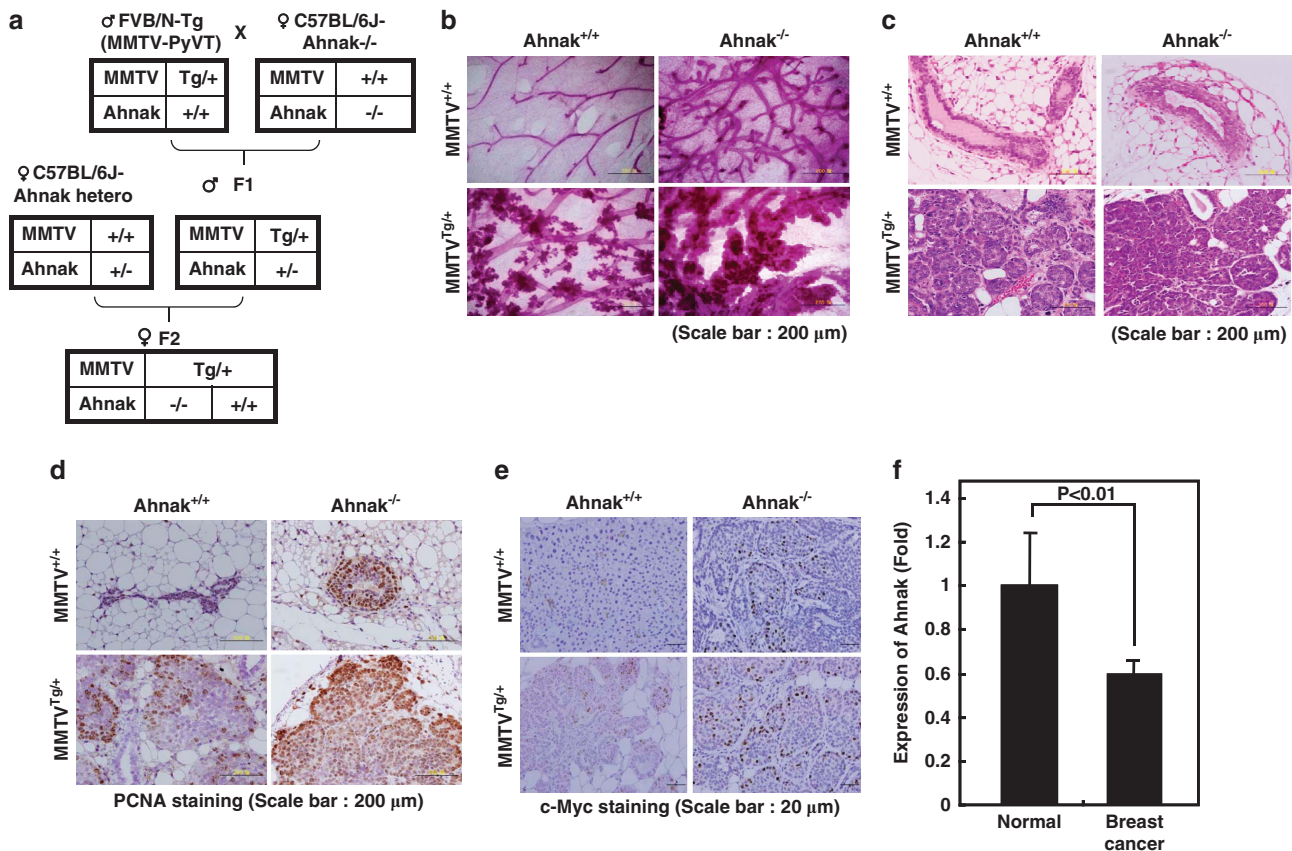 a
♂ FVB/N-Tg
(MMTV-PyVT)
X
♀ C57BL/6J-
Ahnak-/-
MMTV Tg/+
Ahnak +/+
MMTV +/+
Ahnak -/-
♀ C57BL/6J-
Ahnak hetero
♂ F1
MMTV +/+
Ahnak +/-
MMTV Tg/+
Ahnak +/-
♀ F2
MMTV Tg/+
Ahnak -/- +/+
b
Ahnak+/+ Ahnak-/-
MMTV+/+
MMTVTg/+
(Scale bar : 200 μm)
c
Ahnak+/+ Ahnak-/-
MMTV+/+
MMTVTg/+
(Scale bar : 200 μm)
d
Ahnak+/+ Ahnak-/-
MMTV+/+
MMTVTg/+
PCNA staining (Scale bar : 200 μm)
e
Ahnak+/+ Ahnak-/-
MMTV+/+
MMTVTg/+
c-Myc staining (Scale bar : 20 μm)
f
Expression of Ahnak (Fold)
1.4
1.2
1
0.8
0.6
0.4
0.2
0
P<0.01
Normal
Breast
cancer